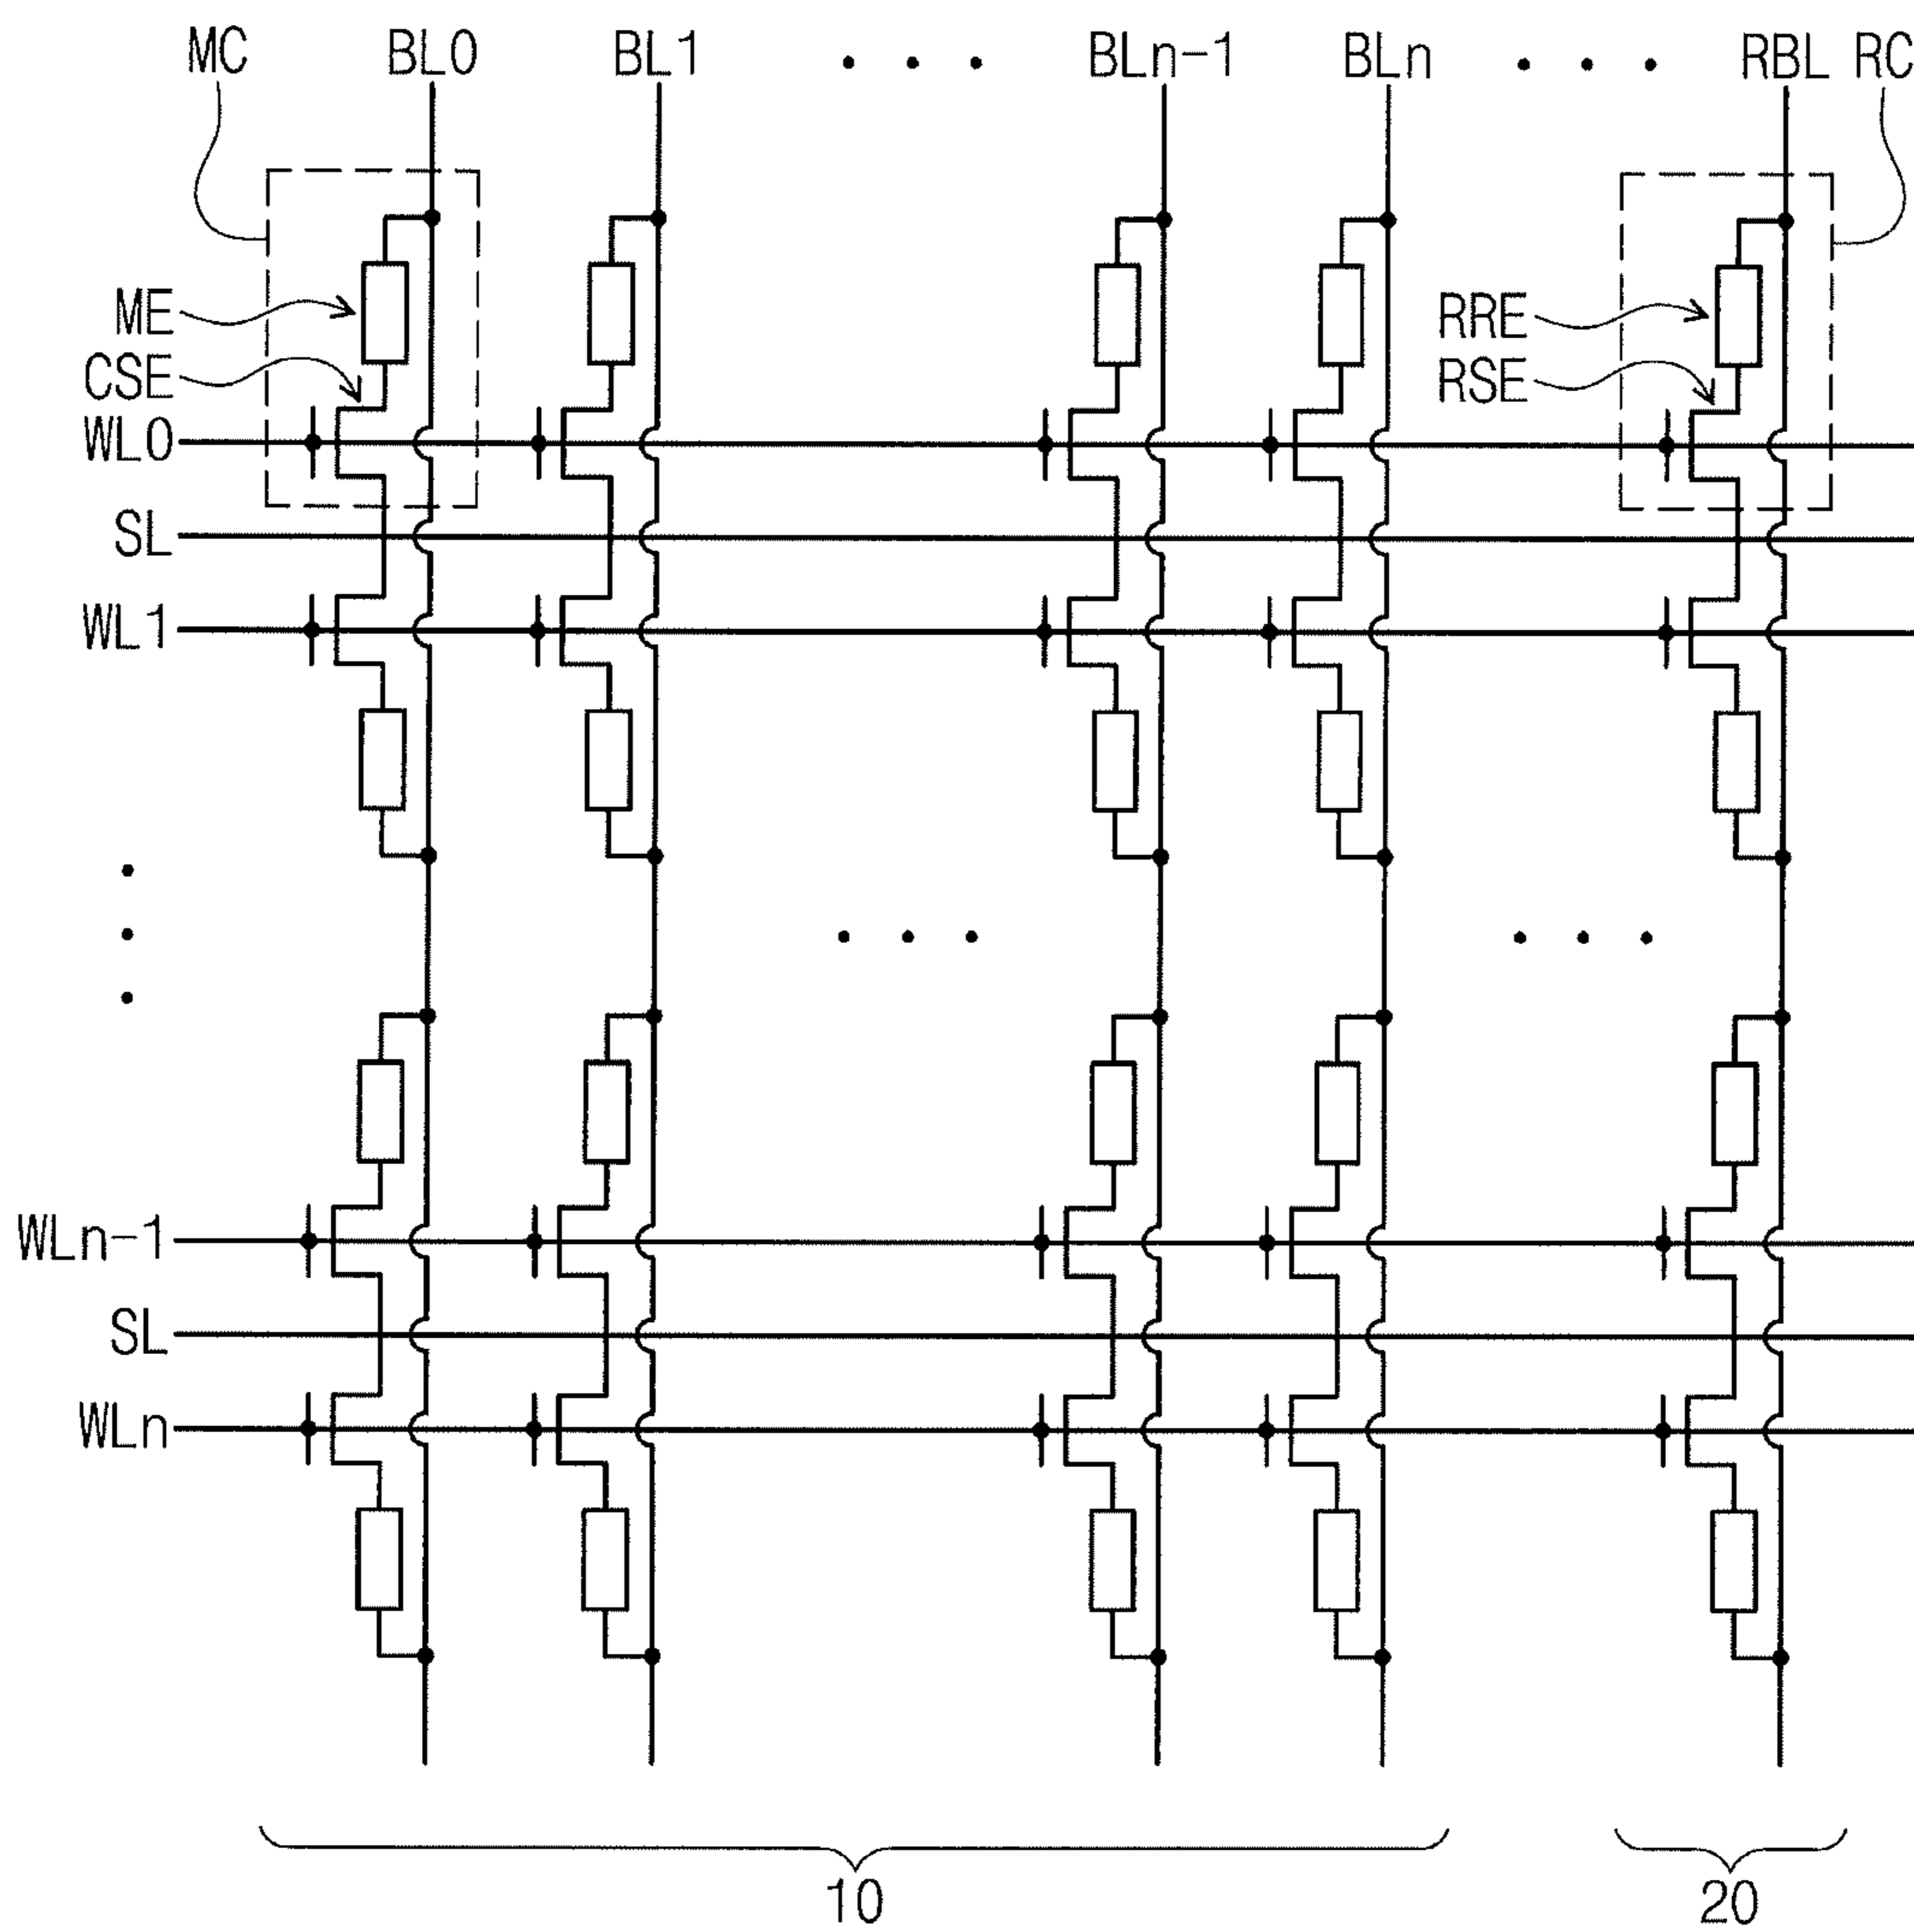 MC BL0 BL1 . . . BLn-1 BLn . . . RBL RC
ME RRE
CSE RSE
WL0
SL
WL1
WLn-1
SL
WLn
10 20